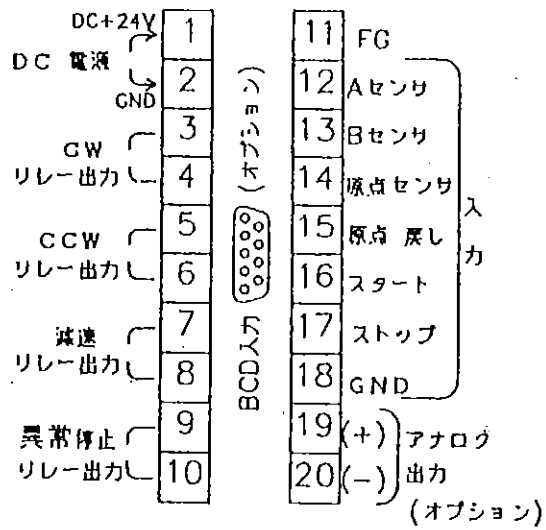 DC+24V
DC 電源
GND
CW
リレー出力
CCW
リレー出力
減速
リレー出力
異常停止
リレー出力
1
2
3
4
5
6
7
8
9
10
BCD入力 (オプション)
11 FG
12 Aセンサ
13 Bセンサ
14 原点センサ
15 原点 戻し
16 スタート
17 ストップ
18 GND
入力
19 (+) アナログ
20 (-) 出力
(オプション)